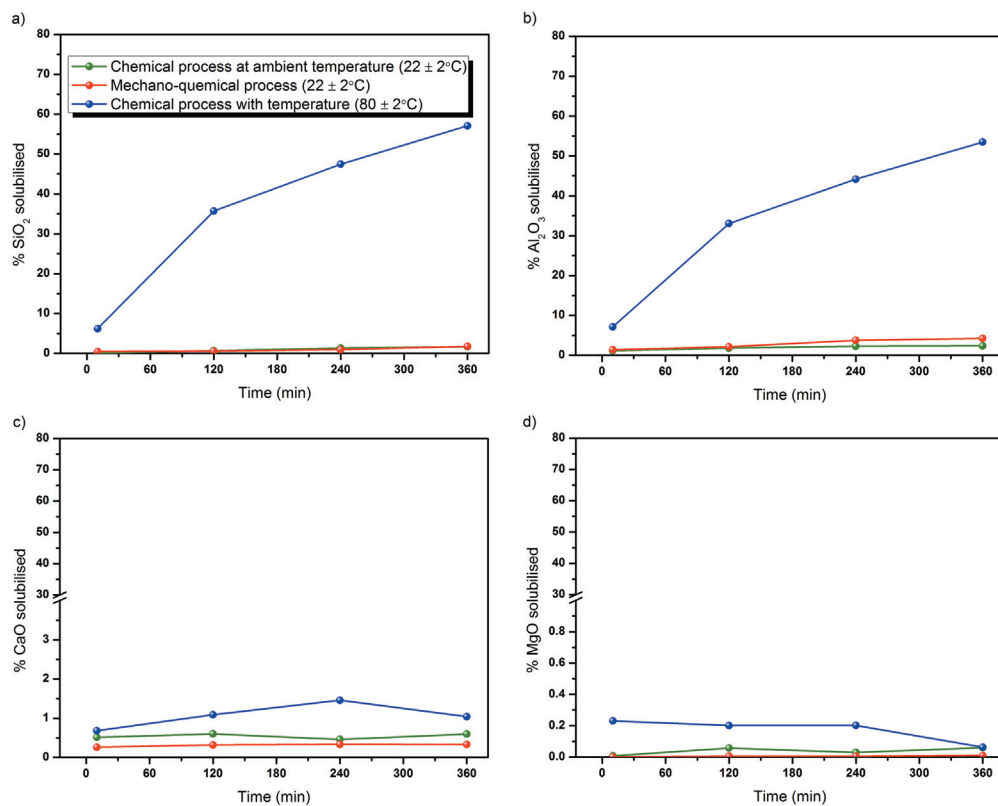 a)
80
70
60
50
40
30
20
10
0
% SiO₂ solubilised
Chemical process at ambient temperature (22 ± 2°C)
Mechano-quemical process (22 ± 2°C)
Chemical process with temperature (80 ± 2°C)
0 60 120 180 240 300 360
Time (min)
b)
80
70
60
50
40
30
20
10
0
% Al₂O₃ solubilised
0 60 120 180 240 300 360
Time (min)
c)
80
70
60
50
40
30
3
2
1
0
% CaO solubilised
0 60 120 180 240 300 360
Time (min)
d)
80
70
60
50
40
30
0.8
0.6
0.4
0.2
0.0
% MgO solubilised
0 60 120 180 240 300 360
Time (min)